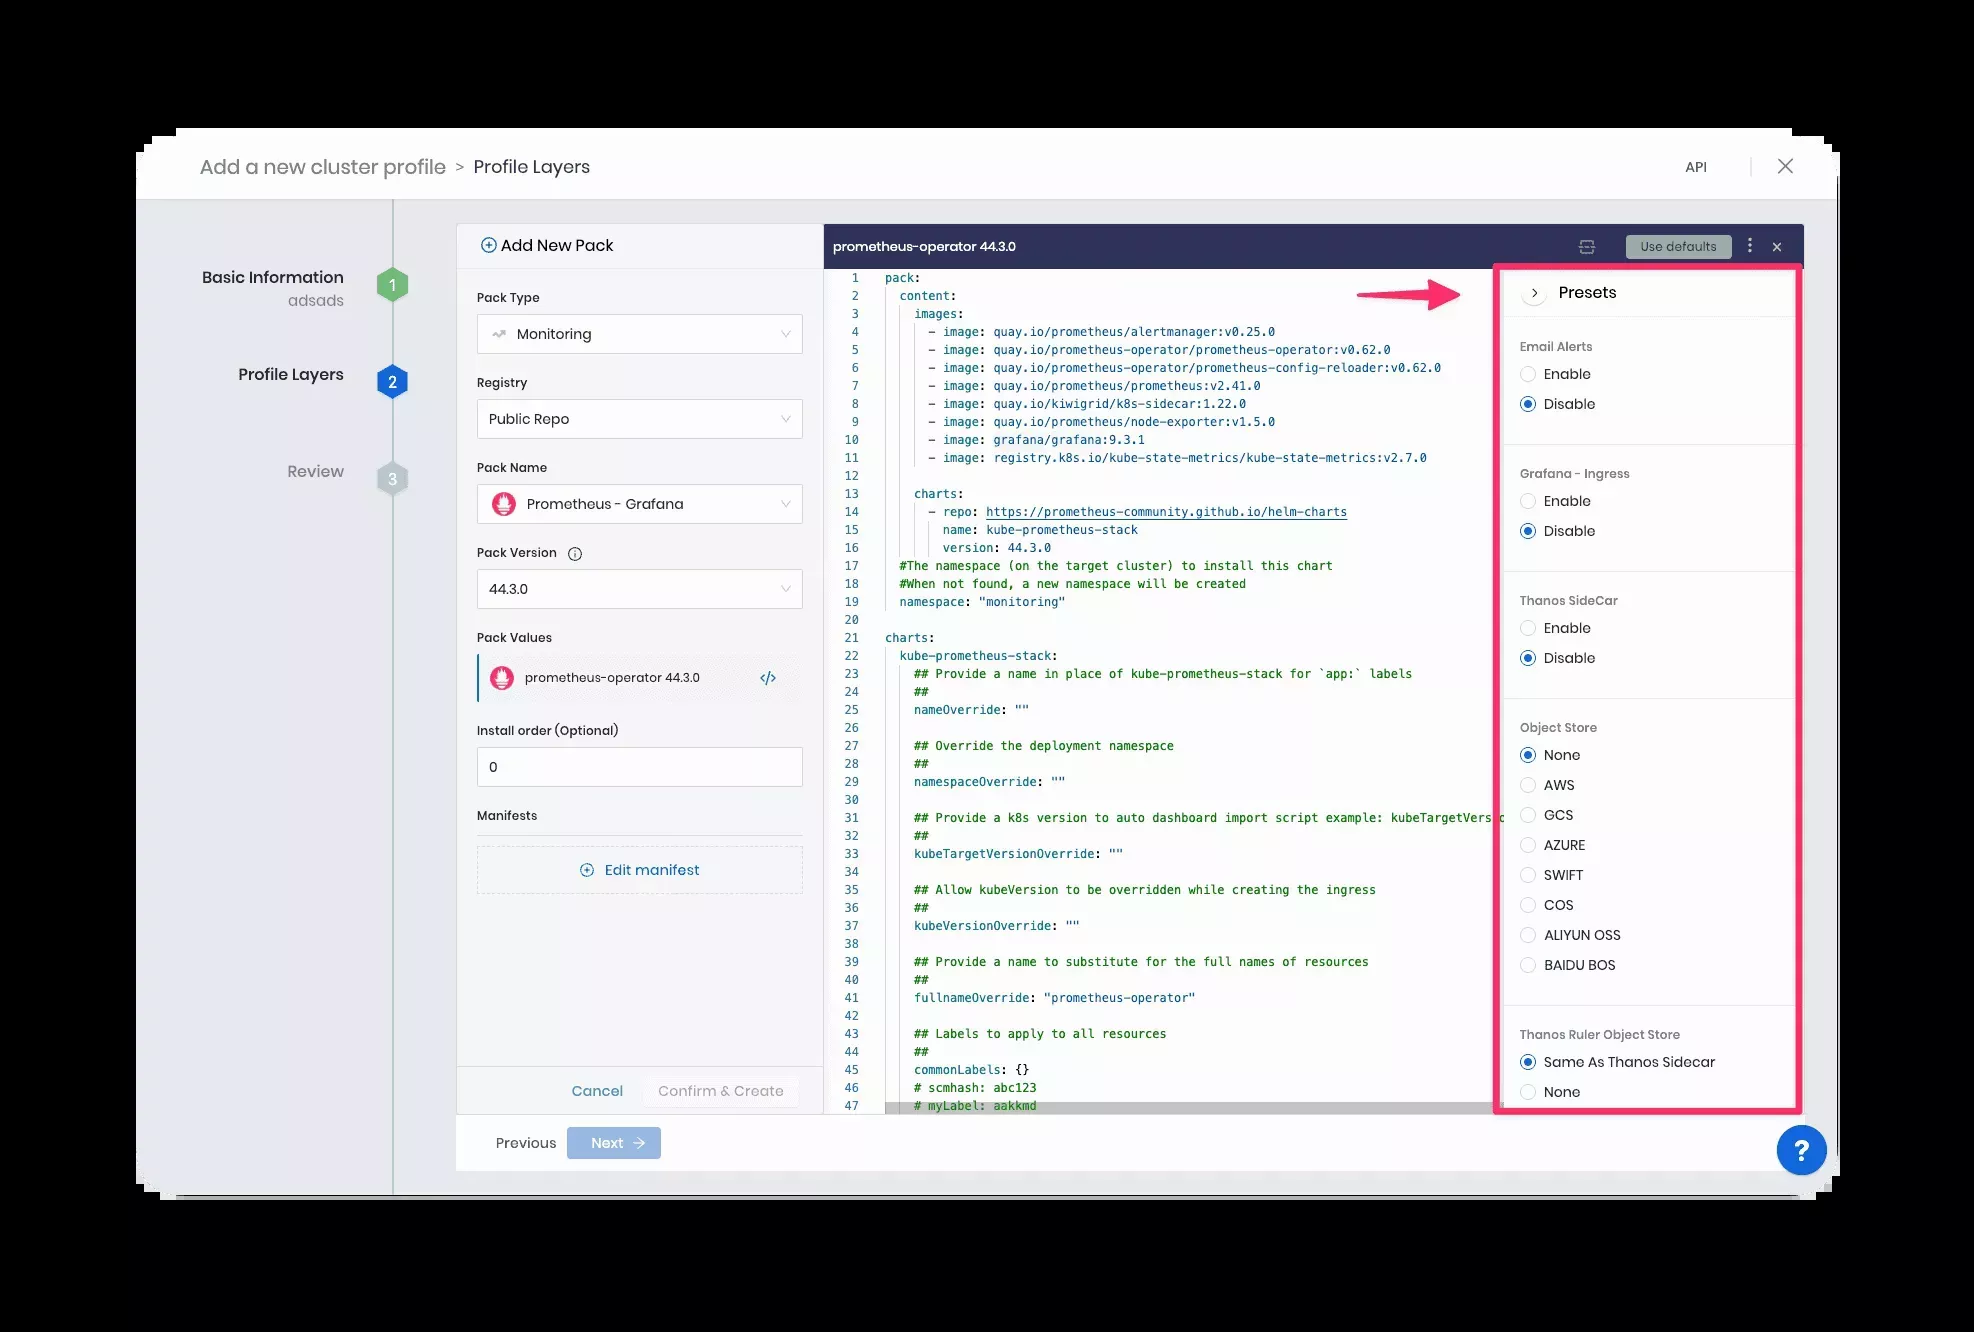 Add a new cluster profile > Profile Layers
API
Basic Information
adsads
1
Profile Layers
2
Review
3
Add New Pack
Pack Type
Monitoring
Registry
Public Repo
Pack Name
Prometheus - Grafana
Pack Version
44.3.0
Pack Values
prometheus-operator 44.3.0
</>
Install order (Optional)
0
Manifests
Edit manifest
Cancel
Confirm & Create
prometheus-operator 44.3.0
Use defaults
1 pack:
2 content:
3 images:
4 - image: quay.io/prometheus/alertmanager:v0.25.0
5 - image: quay.io/prometheus-operator/prometheus-operator:v0.62.0
6 - image: quay.io/prometheus-operator/prometheus-config-reloader:v0.62.0
7 - image: quay.io/prometheus/prometheus:v2.41.0
8 - image: quay.io/kiwigrid/k8s-sidecar:1.22.0
9 - image: quay.io/prometheus/node-exporter:v1.5.0
10 - image: grafana/grafana:9.3.1
11 - image: registry.k8s.io/kube-state-metrics/kube-state-metrics:v2.7.0
12
13 charts:
14 - repo: https://prometheus-community.github.io/helm-charts
15 name: kube-prometheus-stack
16 version: 44.3.0
17 #The namespace (on the target cluster) to install this chart
18 #When not found, a new namespace will be created
19 namespace: "monitoring"
20
21 charts:
22 kube-prometheus-stack:
23 ## Provide a name in place of kube-prometheus-stack for `app:` labels
24 ##
25 nameOverride: ""
26
27 ## Override the deployment namespace
28 ##
29 namespaceOverride: ""
30
31 ## Provide a k8s version to auto dashboard import script example: kubeTargetVersio
32 ##
33 kubeTargetVersionOverride: ""
34
35 ## Allow kubeVersion to be overridden while creating the ingress
36 ##
37 kubeVersionOverride: ""
38
39 ## Provide a name to substitute for the full names of resources
40 ##
41 fullnameOverride: "prometheus-operator"
42
43 ## Labels to apply to all resources
44 ##
45 commonLabels: {}
46 # scmhash: abc123
47 # myLabel: aakkmd
Presets
Email Alerts
Enable
Disable
Grafana - Ingress
Enable
Disable
Thanos SideCar
Enable
Disable
Object Store
None
AWS
GCS
AZURE
SWIFT
COS
ALIYUN OSS
BAIDU BOS
Thanos Ruler Object Store
Same As Thanos Sidecar
None
Previous
Next
?